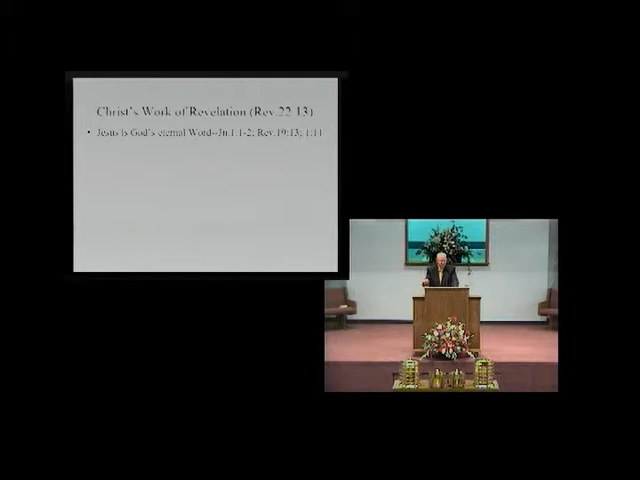 Christ's Work of Revelation (Rev.22:13)
• Jesus is God's eternal Word--Jn.1:1-2; Rev.19:13; 1:11